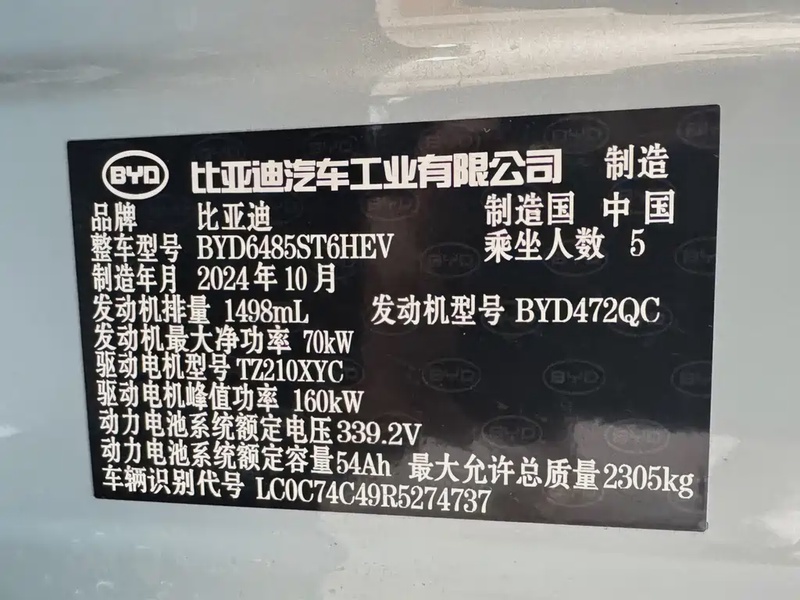 BYD 比亚迪汽车工业有限公司 制造
品牌 比亚迪 制造国 中国
整车型号 BYD6485ST6HEV 乘坐人数 5
制造年月 2024年10月
发动机排量 1498mL 发动机型号 BYD472QC
发动机最大净功率 70kW
驱动电机型号 TZ210XYC
驱动电机峰值功率 160kW
动力电池系统额定电压 339.2V
动力电池系统额定容量 54Ah 最大允许总质量 2305kg
车辆识别代号 LC0C74C49R5274737